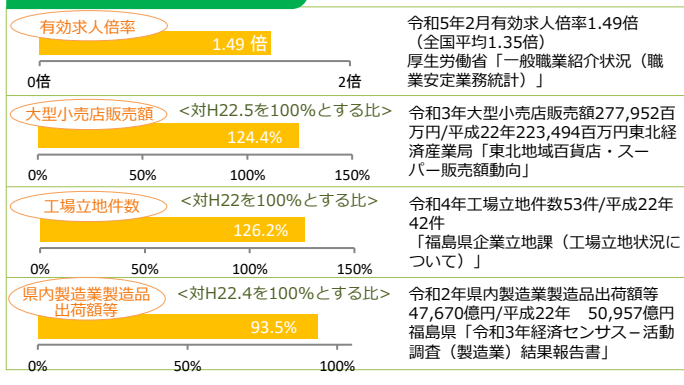 有効求人倍率
1.49 倍
0倍
2倍
令和5年2月有効求人倍率1.49倍
（全国平均1.35倍）
厚生労働省「一般職業紹介状況（職
業安定業務統計）」
大型小売店販売額
<対H22.5を100%とする比>
124.4%
0%
50%
100%
150%
令和3年大型小売店販売額277,952百
万円/平成22年223,494百万円東北経
済産業局「東北地域百貨店・スー
パー販売額動向」
工場立地件数
<対H22を100%とする比>
126.2%
0%
50%
100%
150%
令和4年工場立地件数53件/平成22年
42件
「福島県企業立地課（工場立地状況に
ついて）」
県内製造業製造品
出荷額等
<対H22.4を100%とする比>
93.5%
0%
50%
100%
令和2年県内製造業製造品出荷額等
47,670億円/平成22年　50,957億円
福島県「令和3年経済センサス－活動
調査（製造業）結果報告書」